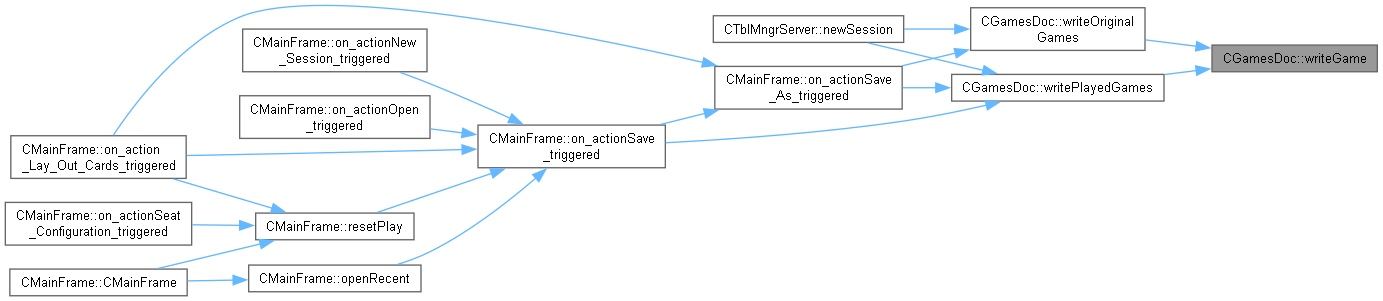 CMainFrame::on_actionNew
_Session_triggered
CMainFrame::on_actionOpen
_triggered
CMainFrame::on_action
_Lay_Out_Cards_triggered
CMainFrame::on_actionSeat
_Configuration_triggered
CMainFrame::CMainFrame
CMainFrame::resetPlay
CMainFrame::openRecent
CMainFrame::on_actionSave
_triggered
CTblMngrServer::newSession
CMainFrame::on_actionSave
_As_triggered
CGamesDoc::writeOriginal
Games
CGamesDoc::writePlayedGames
CGamesDoc::writeGame